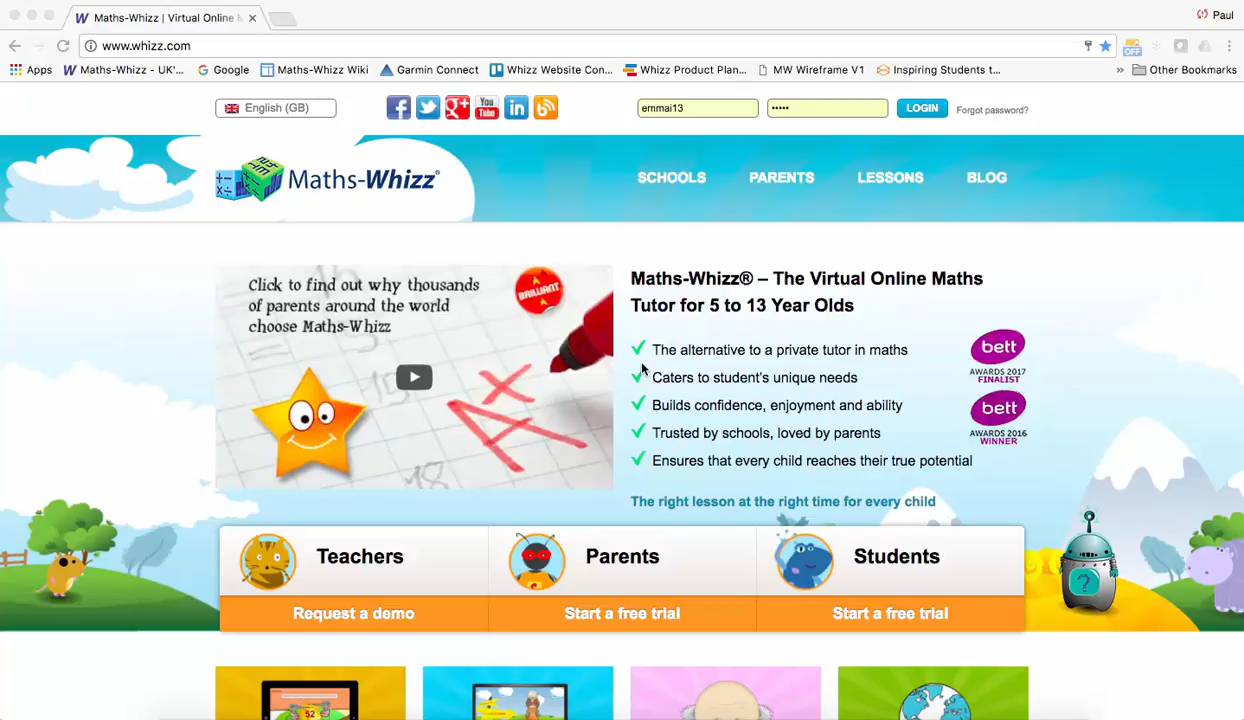 Maths-Whizz | Virtual Online M
Paul
www.whizz.com
OFF
Apps
Maths-Whizz - UK'...
Google
Maths-Whizz Wiki
Garmin Connect
Whizz Website Con...
Whizz Product Plan...
MW Wireframe V1
Inspiring Students t...
»
Other Bookmarks
English (GB)
You Tube
in
emmai13
•••••
LOGIN
Forgot password?
Maths-Whizz®
SCHOOLS
PARENTS
LESSONS
BLOG
Click to find out why thousands
of parents around the world
choose Maths-Whizz
BRILLIANT
Maths-Whizz® – The Virtual Online Maths
Tutor for 5 to 13 Year Olds
The alternative to a private tutor in maths
Caters to student's unique needs
Builds confidence, enjoyment and ability
Trusted by schools, loved by parents
Ensures that every child reaches their true potential
bett
AWARDS 2017
FINALIST
bett
AWARDS 2016
WINNER
The right lesson at the right time for every child
Teachers
Parents
Students
Request a demo
Start a free trial
Start a free trial
?
52